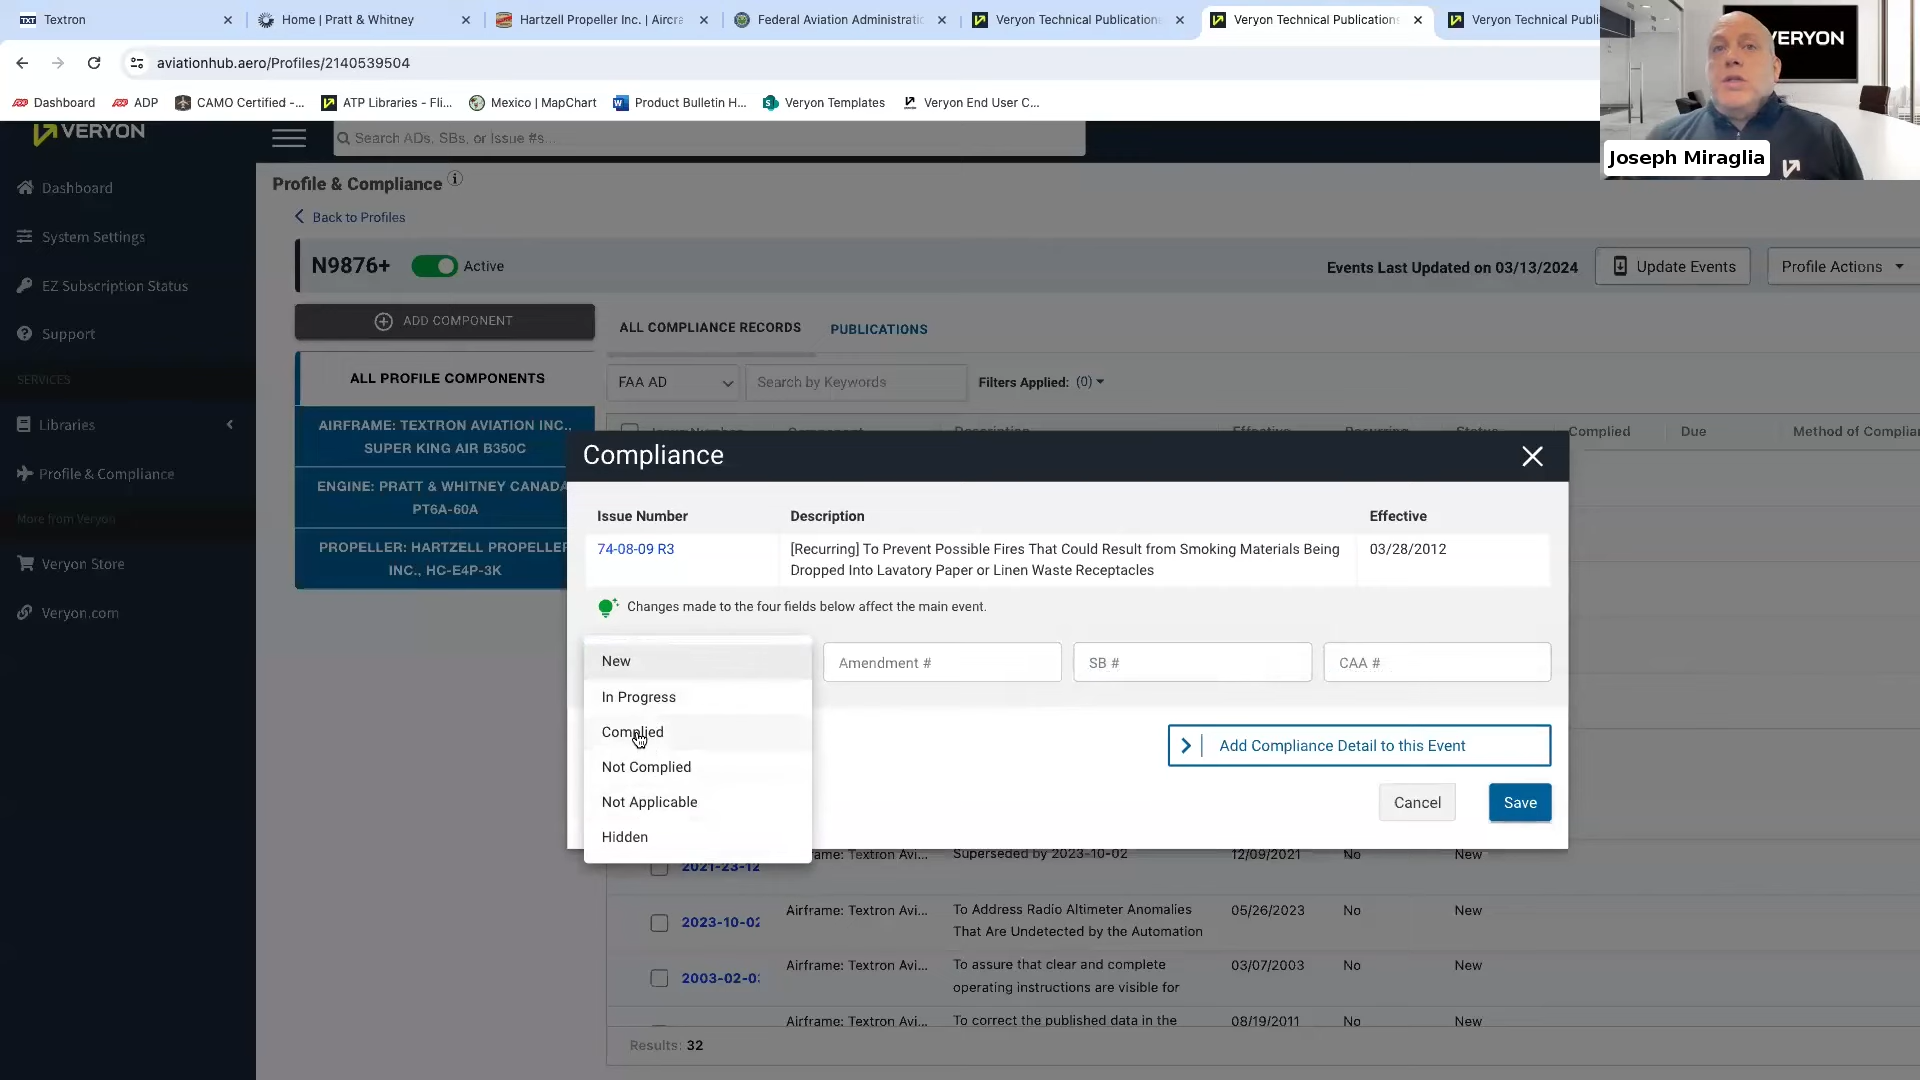 Textron
Home | Pratt & Whitney
Hartzell Propeller Inc. | Aircra
Federal Aviation Administratio
Veryon Technical Publication
Veryon Technical Publications
Veryon Technical Publi
aviationhub.aero/Profiles/2140539504
Dashboard
ADP
CAMO Certified -...
ATP Libraries - Fli...
Mexico | MapChart
Product Bulletin H...
Veryon Templates
Veryon End User C...
VERYON
Joseph Miraglia
VERYON
Search ADs, SBs, or Issue #s...
Dashboard
System Settings
EZ Subscription Status
Support
SERVICES
Libraries
Profile & Compliance
More from Veryon
Veryon Store
Veryon.com
Profile & Compliance
Back to Profiles
N9876+
Active
Events Last Updated on 03/13/2024
Update Events
Profile Actions
ADD COMPONENT
ALL PROFILE COMPONENTS
AIRFRAME: TEXTRON AVIATION INC.,
SUPER KING AIR B350C
ENGINE: PRATT & WHITNEY CANADA
PT6A-60A
PROPELLER: HARTZELL PROPELLER
INC., HC-E4P-3K
ALL COMPLIANCE RECORDS
PUBLICATIONS
FAA AD
Search by Keywords
Filters Applied: (0)
Issue Number Component Description Effective Recurring Status Complied Due Method of Complian
Compliance
Issue Number Description Effective
74-08-09 R3 [Recurring] To Prevent Possible Fires That Could Result from Smoking Materials Being 03/28/2012
Dropped Into Lavatory Paper or Linen Waste Receptacles
Changes made to the four fields below affect the main event.
New
In Progress
Complied
Not Complied
Not Applicable
Hidden
Amendment #
SB #
CAA #
Add Compliance Detail to this Event
Cancel
Save
2021-23-12 rame: Textron Avi... Superseded by 2023-10-02 12/09/2021 No New
2023-10-02 Airframe: Textron Avi... To Address Radio Altimeter Anomalies 05/26/2023 No New
That Are Undetected by the Automation
2003-02-03 Airframe: Textron Avi... To assure that clear and complete 03/07/2003 No New
operating instructions are visible for
Airframe: Textron Avi... To correct the published data in the 08/19/2011 No New
Results: 32